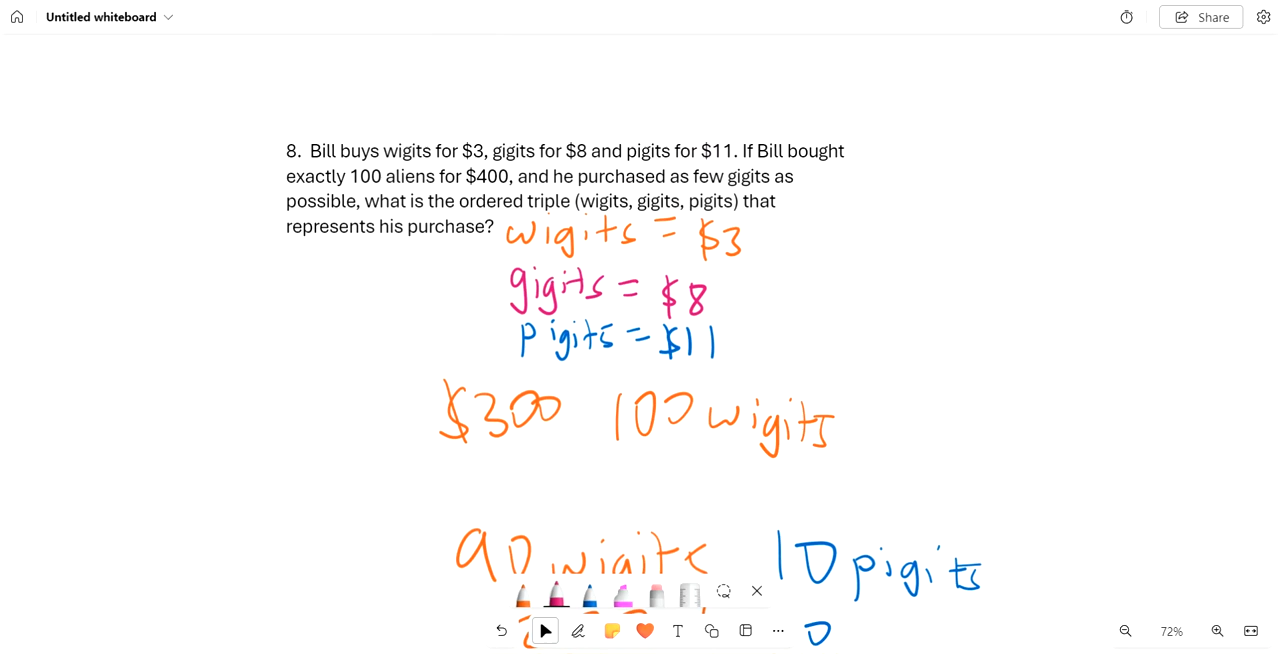 Untitled whiteboard
Share
8. Bill buys wigits for $3, gigits for $8 and pigits for $11. If Bill bought
exactly 100 aliens for $400, and he purchased as few gigits as
possible, what is the ordered triple (wigits, gigits, pigits) that
represents his purchase?
wigits = $3
gigits = $8
pigits = $11
$300 100 wigits
90 wigits 10 pigits
72%